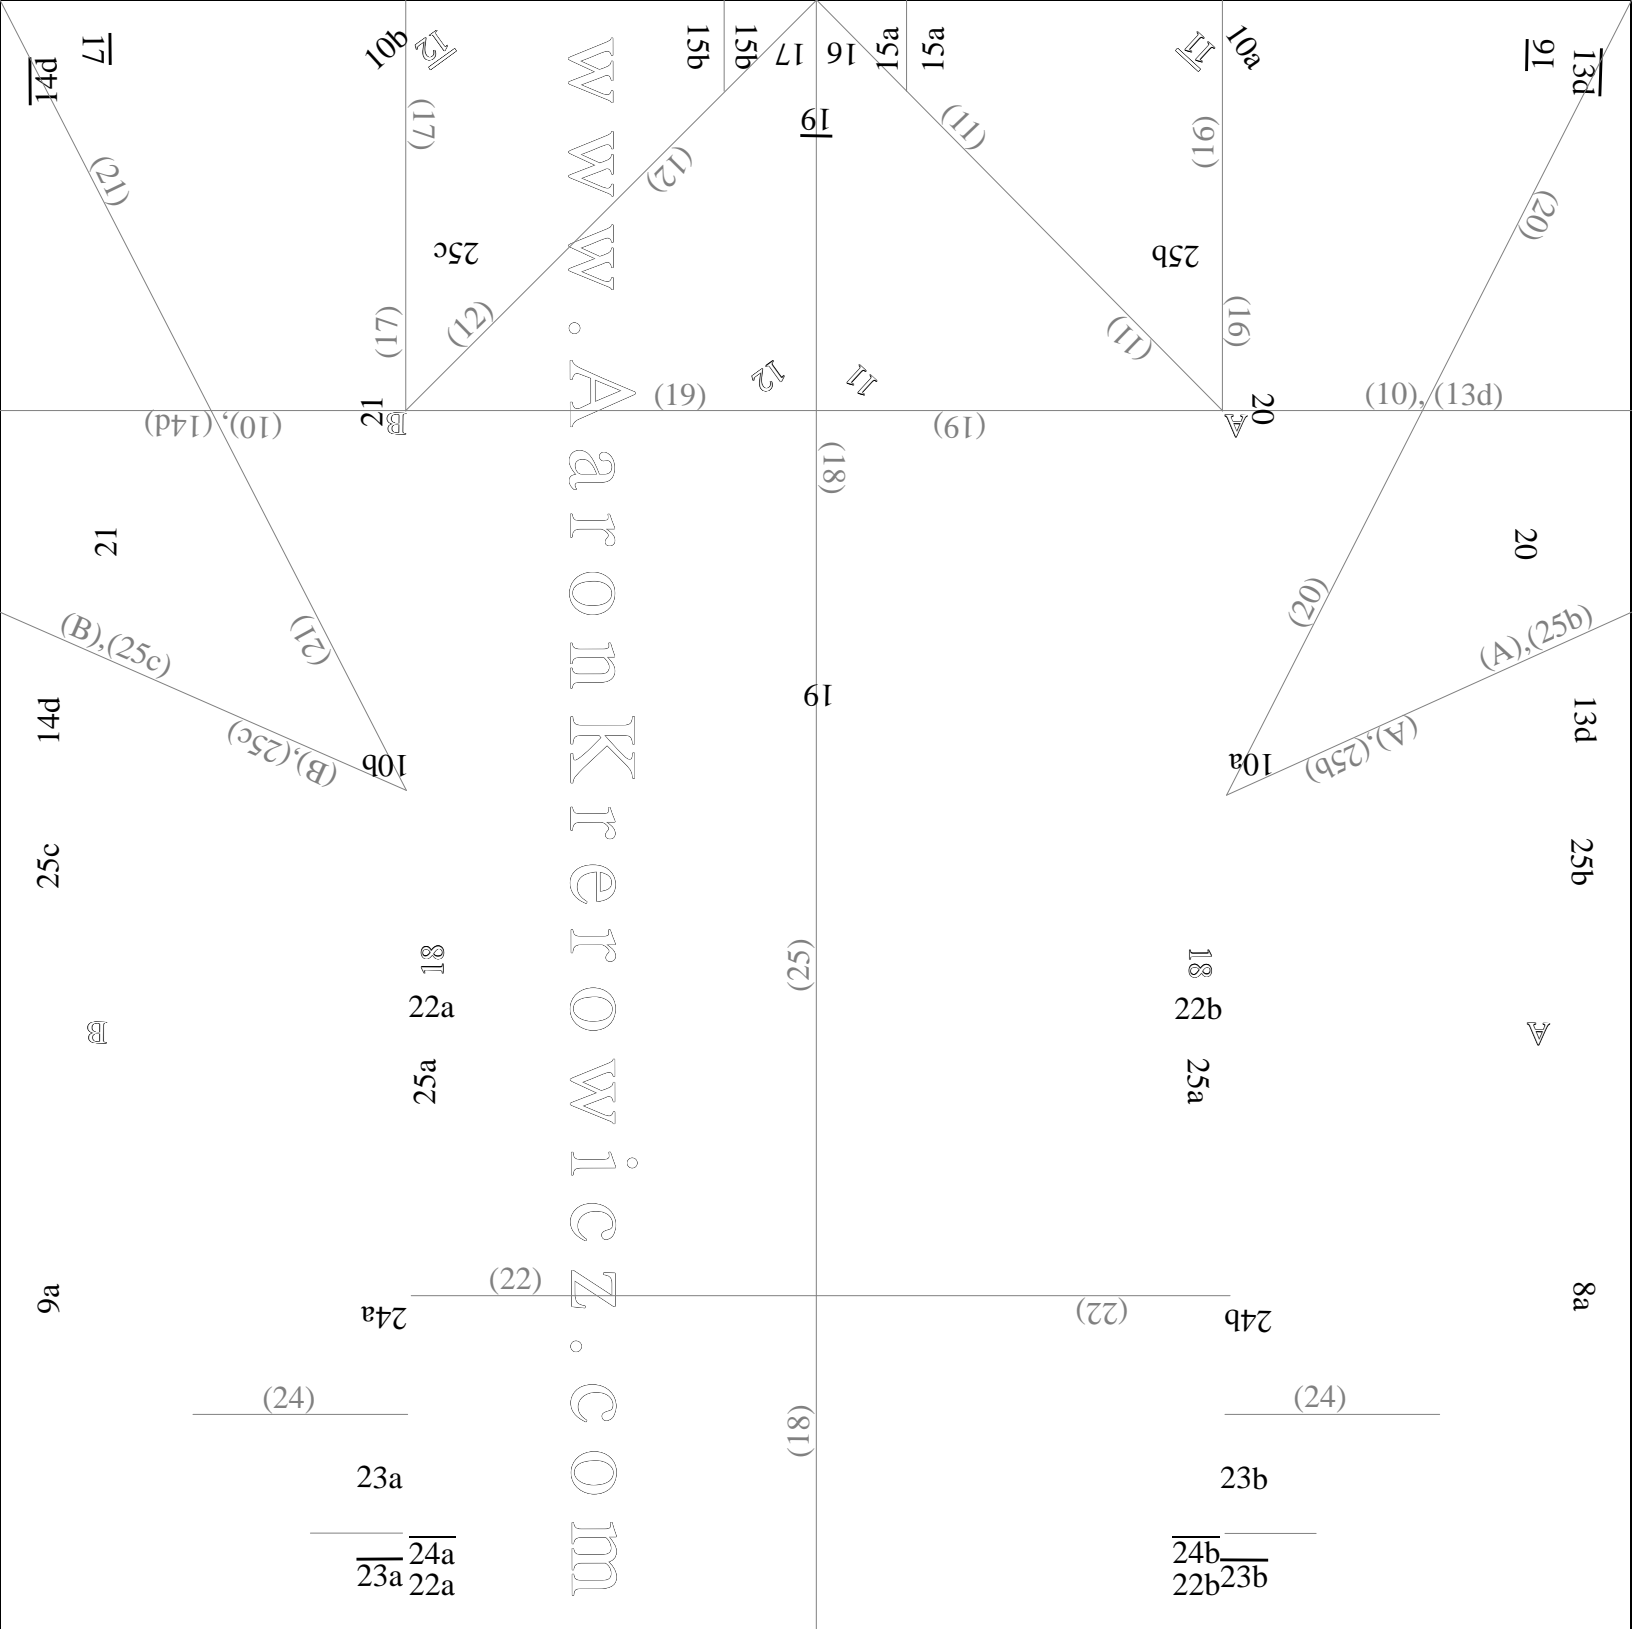 17
14d
10b
12
15b
15b
17
16
15a
15a
11
10a
16
13d
19
(17)
(11)
(16)
(12)
(21)
(20)
25c
25b
(17)
(12)
(11)
(16)
12
11
(19)
(10), (13d)
21
B
A
20
(10), (14d)
(19)
(18)
21
20
(B),(25c)
(21)
(20)
(A),(25b)
14d
19
13d
(B),(25c)
(A),(25b)
10b
10a
25c
25b
18
(25)
18
22a
22b
B
A
25a
25a
9a
(22)
8a
24a
(22)
24b
(24)
(24)
(18)
23a
23b
24a
24b
23a
22a
22b
23b
www.AaronKrerowicz.com